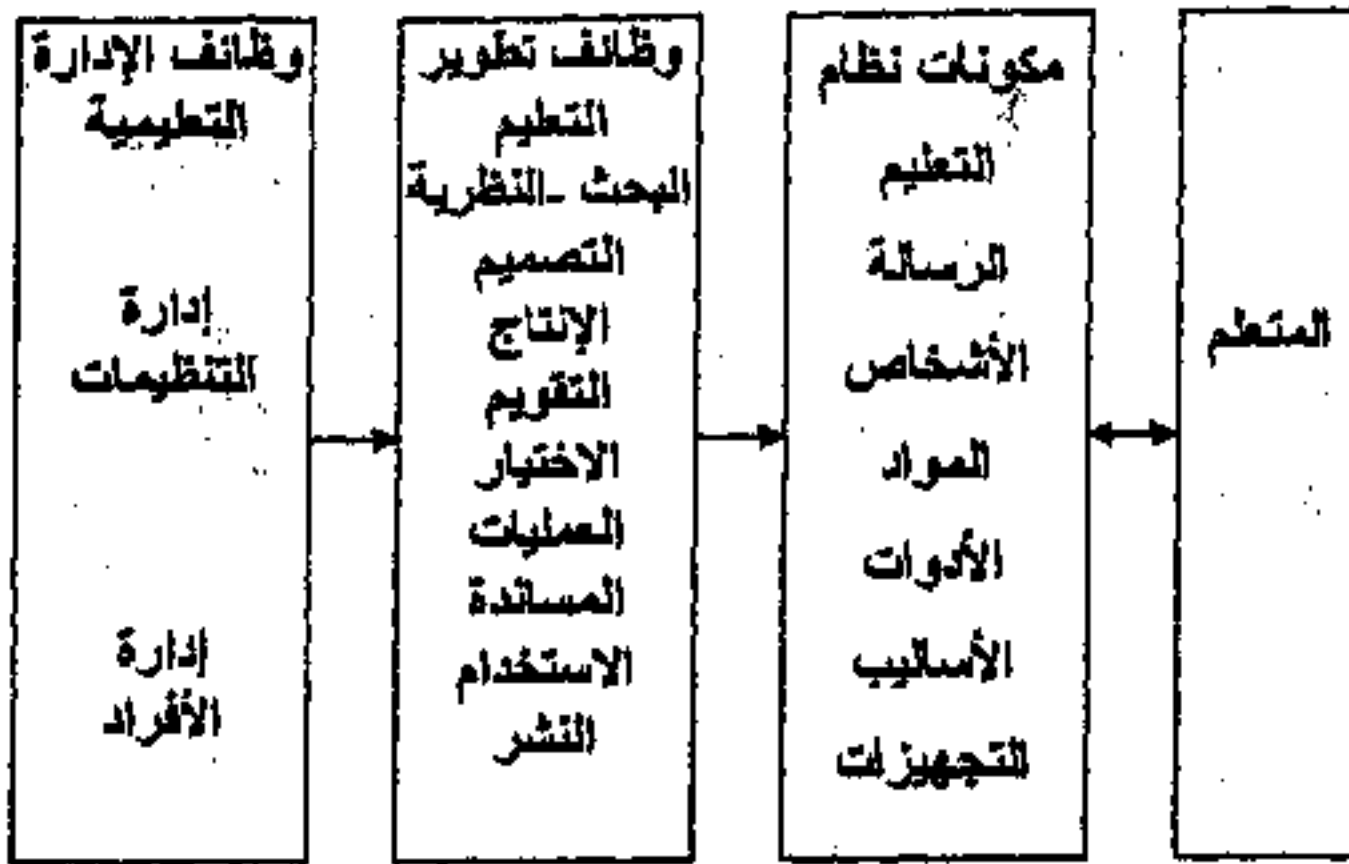 وظائف الإدارة
التعليمية
إدارة
التنظيمات
إدارة
الأفراد
وظائف تطوير
التعليم
البحث -النظرية
التصميم
الإنتاج
التقويم
الاختيار
العمليات
المساندة
الاستخدام
النشر
مكونات نظام
التعليم
الرسالة
الأشخاص
المواد
الأدوات
الأساليب
التجهيزات
المتعلم